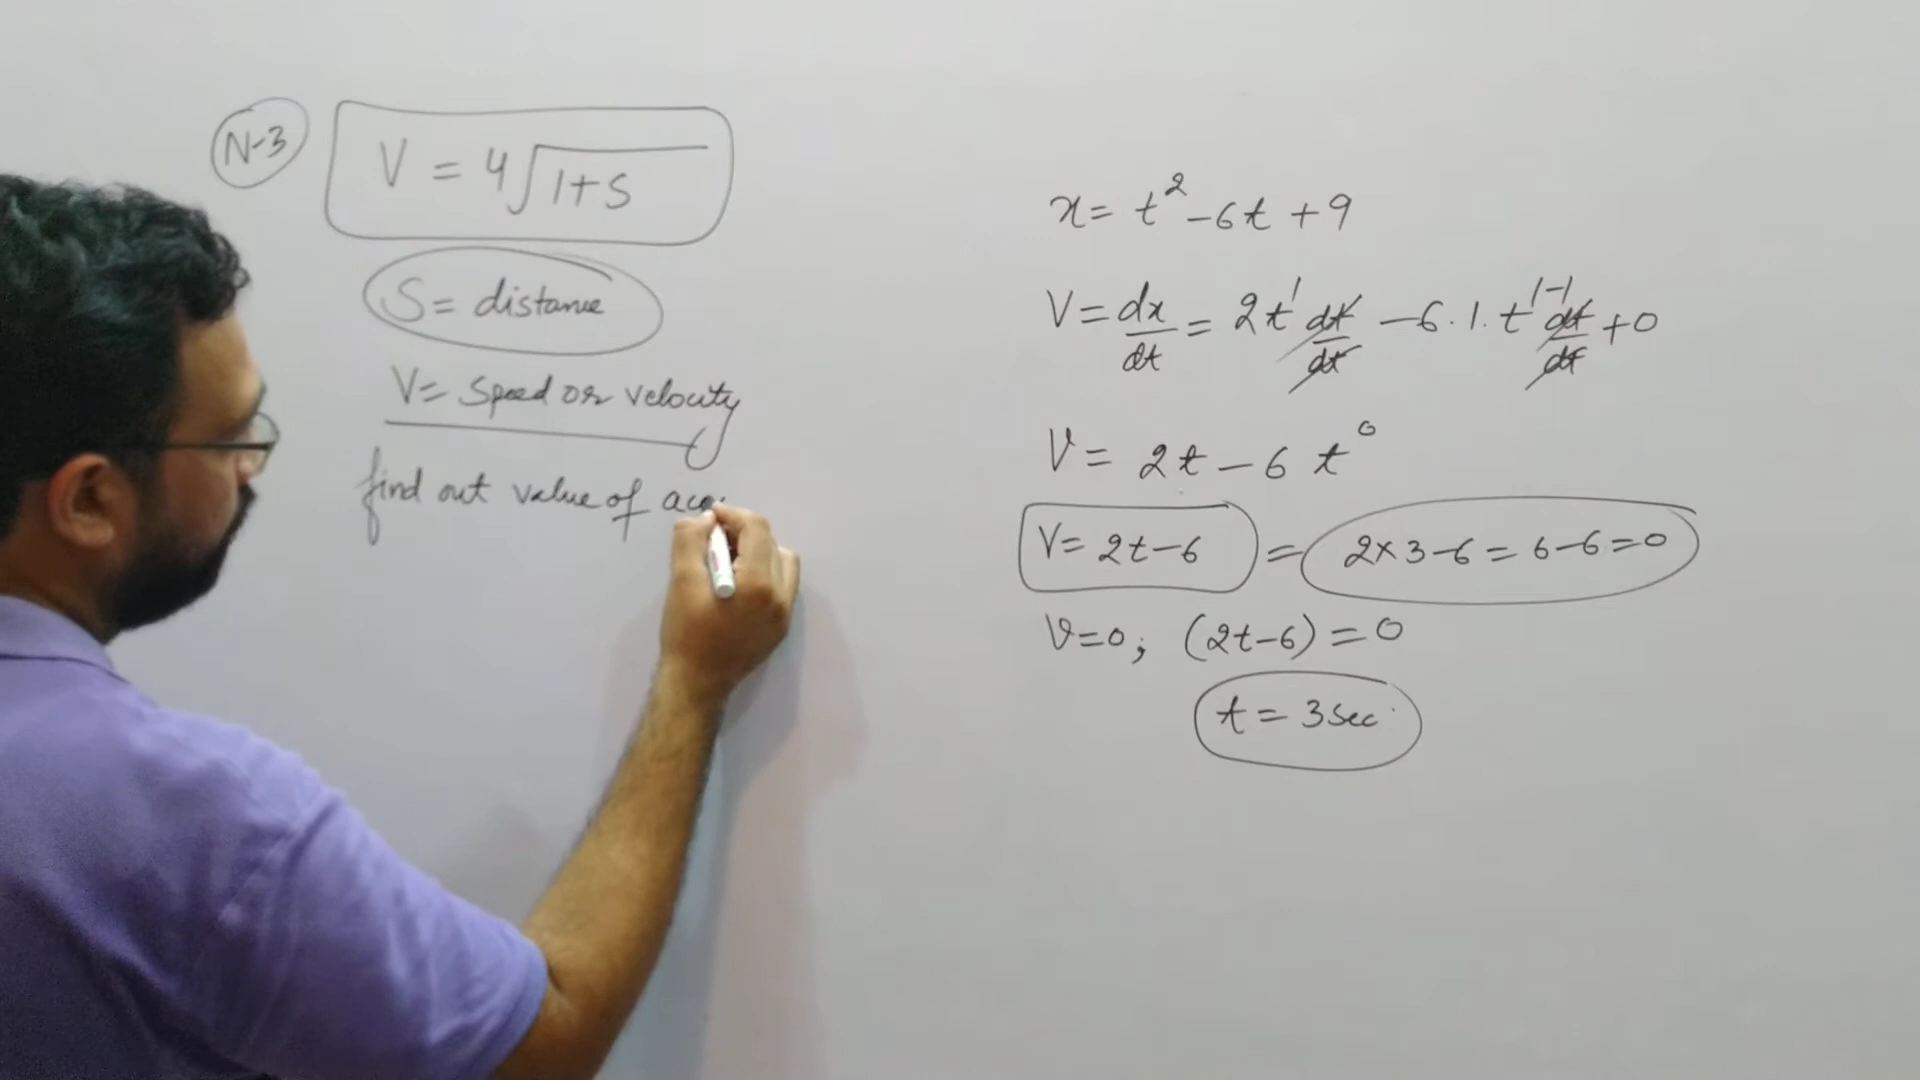 N-3
V = 4√1+S
S = distance
V = Speed or velocity
find out value of
x = t² - 6t + 9
V = dx/dt = 2t¹ dt/dt - 6.1.t¹⁻¹ dt/dt + 0
V = 2t - 6 t⁰
V = 2t - 6 = 2×3-6 = 6-6=0
V=0; (2t-6) = 0
t = 3 sec.